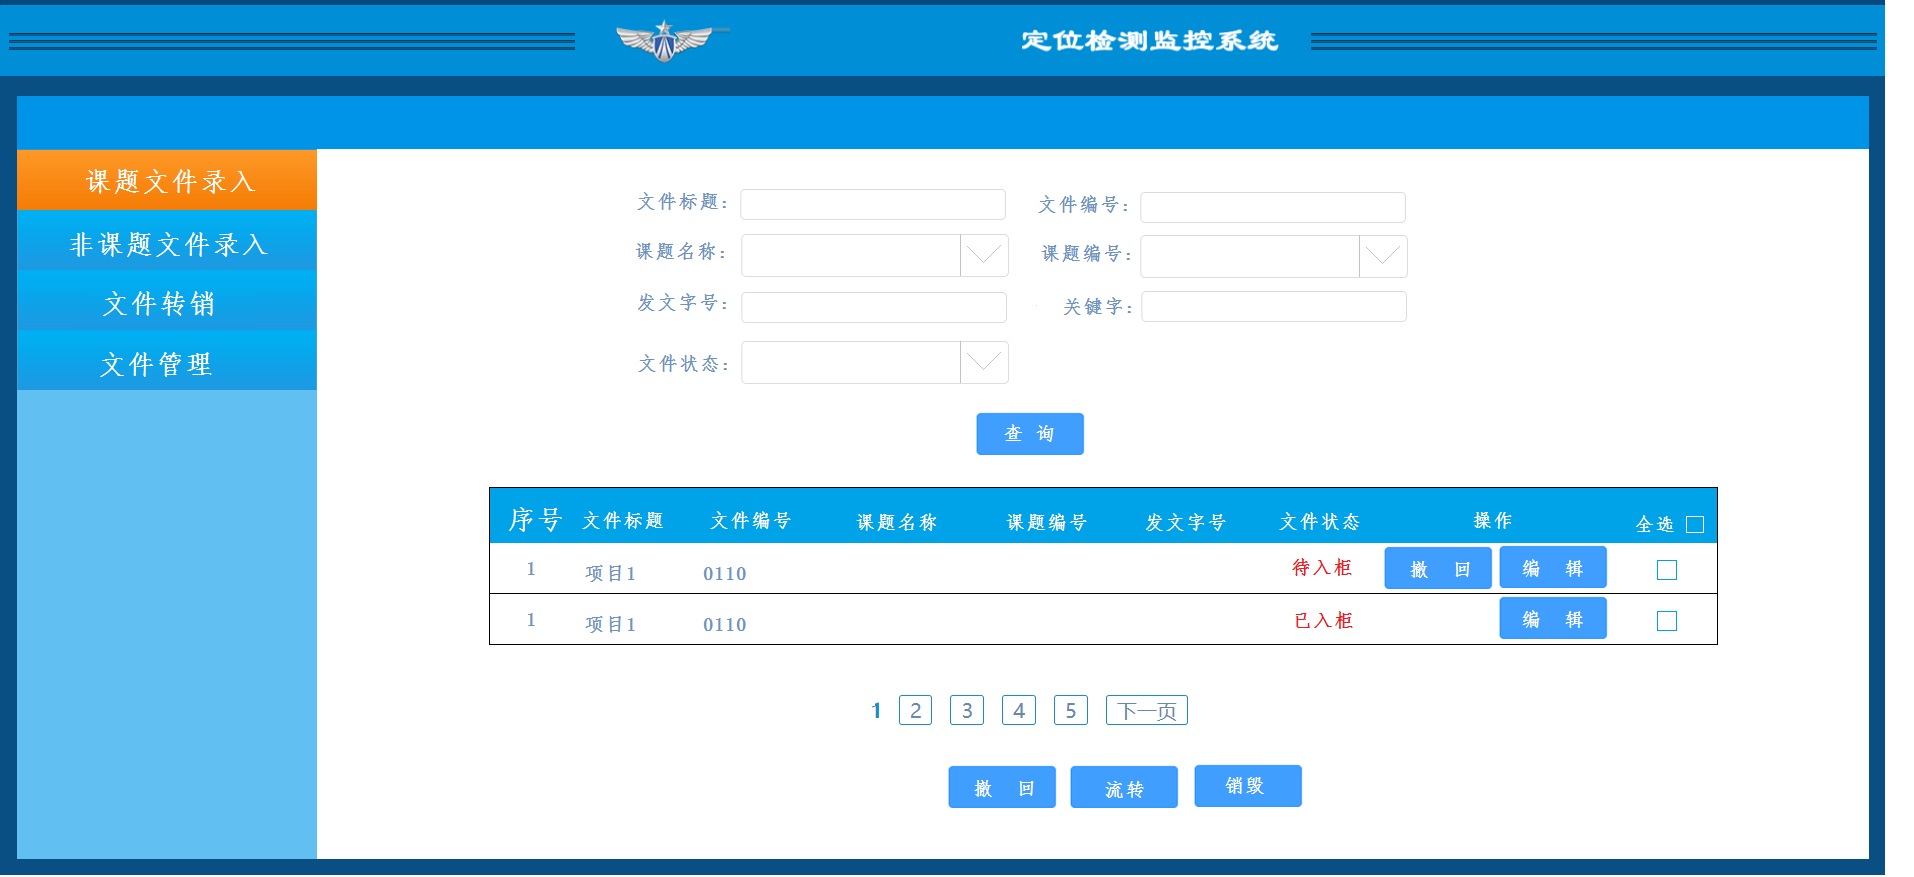 定位检测监控系统
课题文件录入
非课题文件录入
文件转销
文件管理
文件标题：
文件编号：
课题名称：
课题编号：
发文字号：
关键字：
文件状态：
查 询
序号 文件标题 文件编号 课题名称 课题编号 发文字号 文件状态 操作 全选
1 项目1 0110 待入柜 撤 回 编 辑
1 项目1 0110 已入柜 编 辑
1 2 3 4 5 下一页
撤 回 流转 销毁